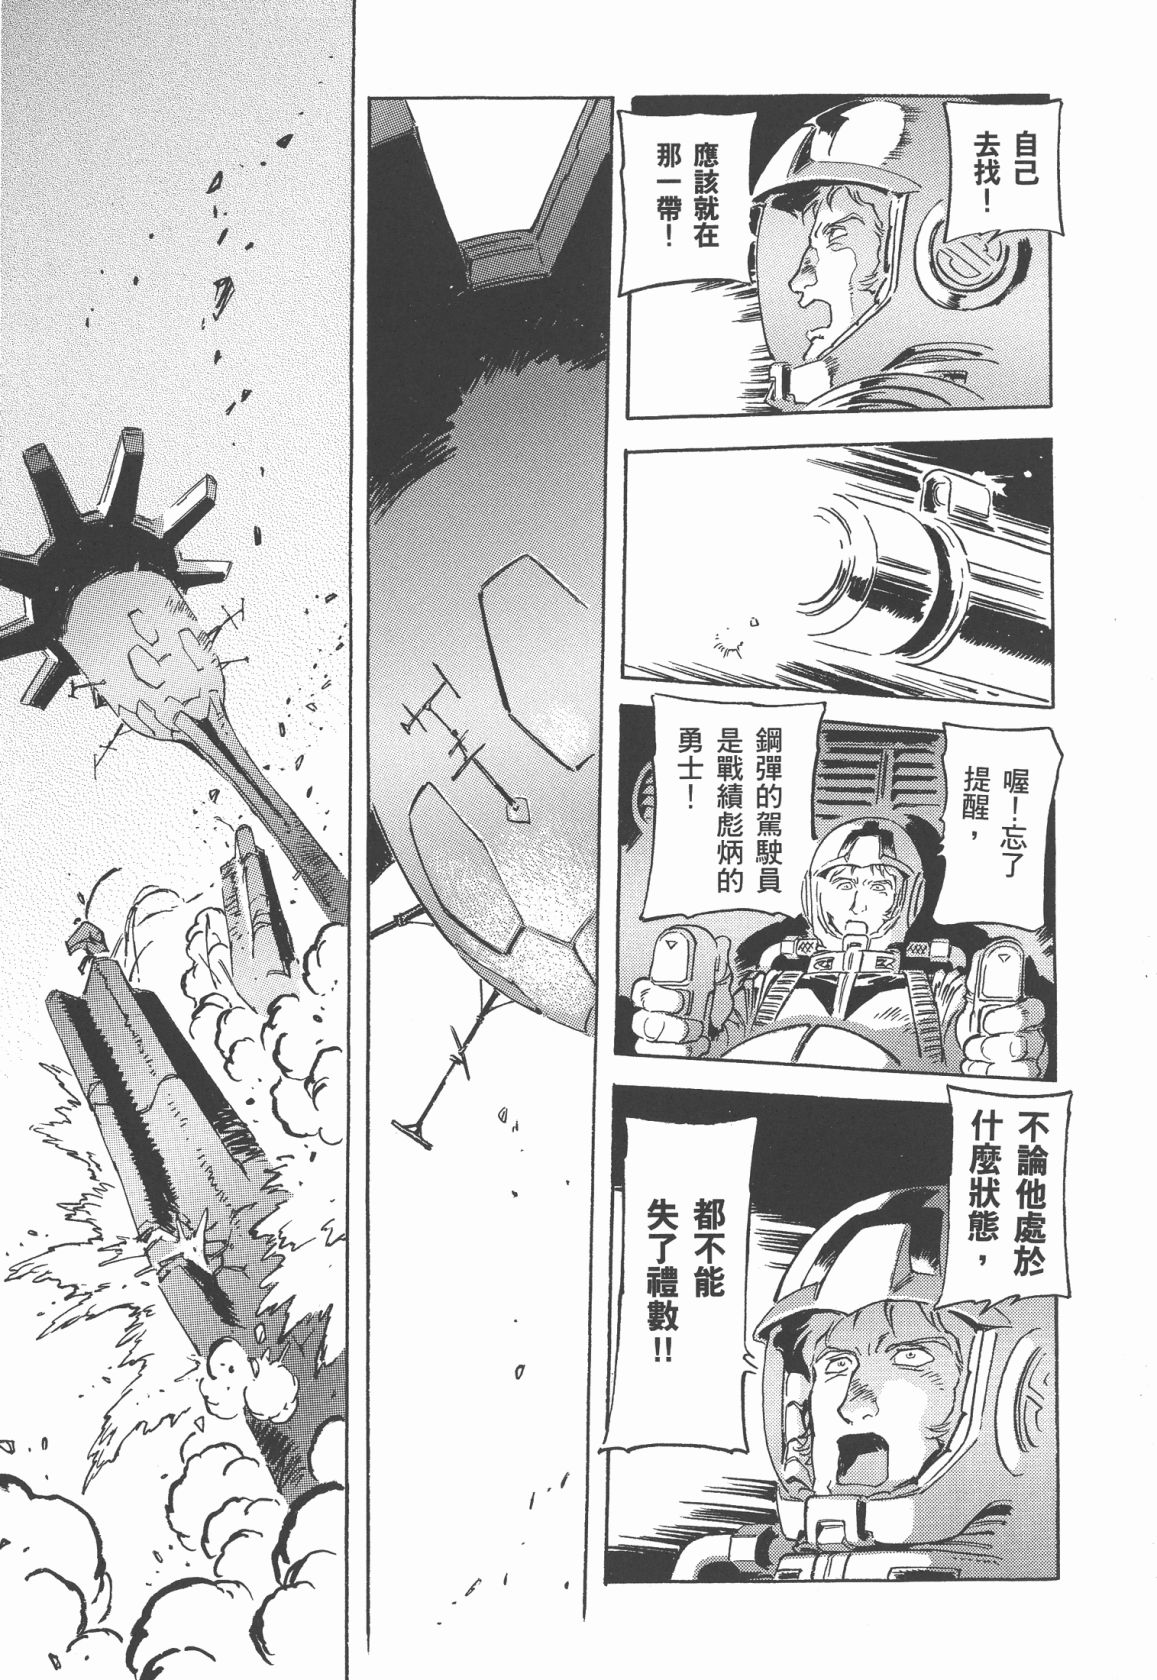 自己
去找！
應該就在
那一帶！
喔！忘了
提醒，
鋼彈的駕駛員
是戰績彪炳的
勇士！
不論他處於
什麼狀態，
都不能
失了禮數!!